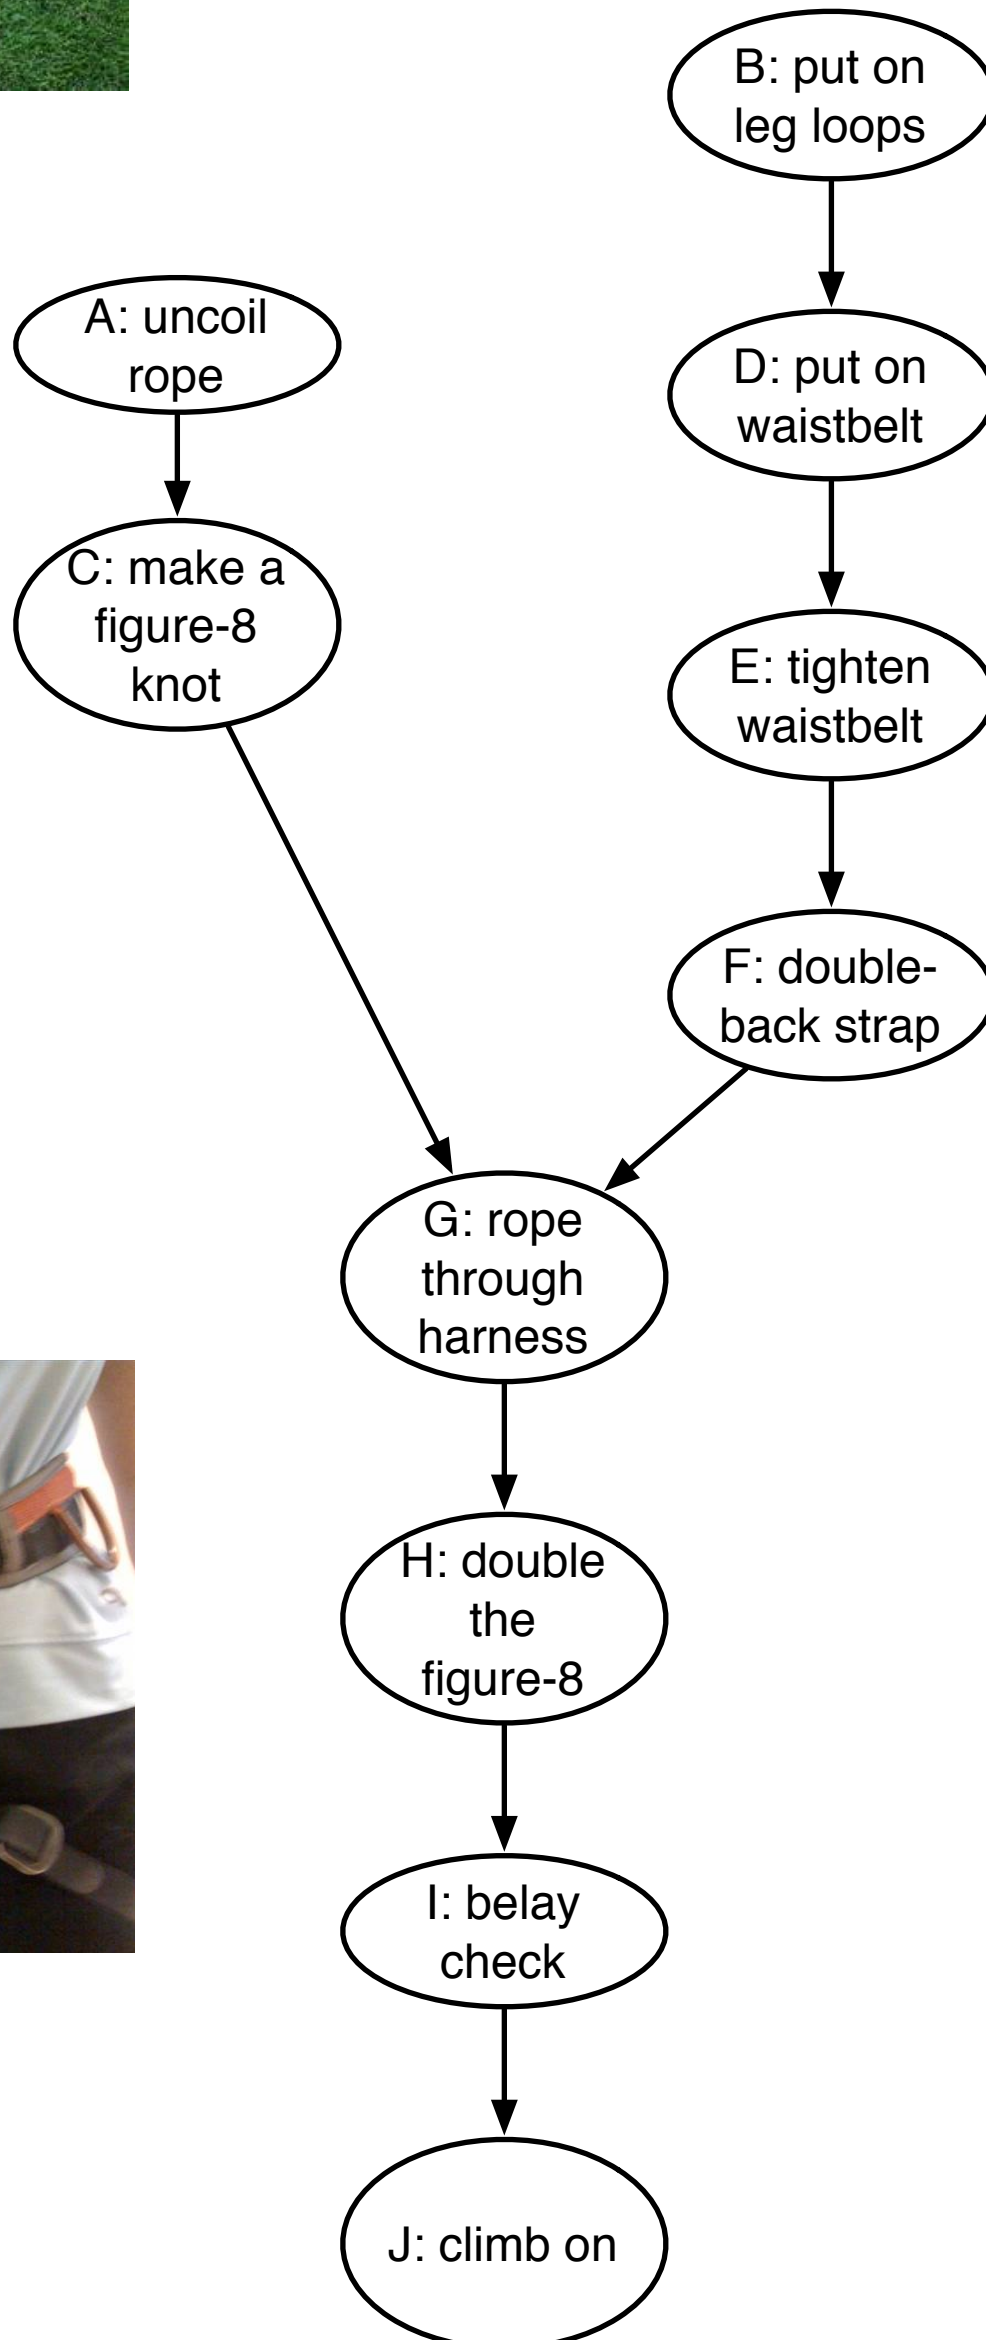 B: put on
leg loops
A: uncoil
rope
D: put on
waistbelt
C: make a
figure-8
knot
E: tighten
waistbelt
F: double-
back strap
G: rope
through
harness
H: double
the
figure-8
I: belay
check
J: climb on